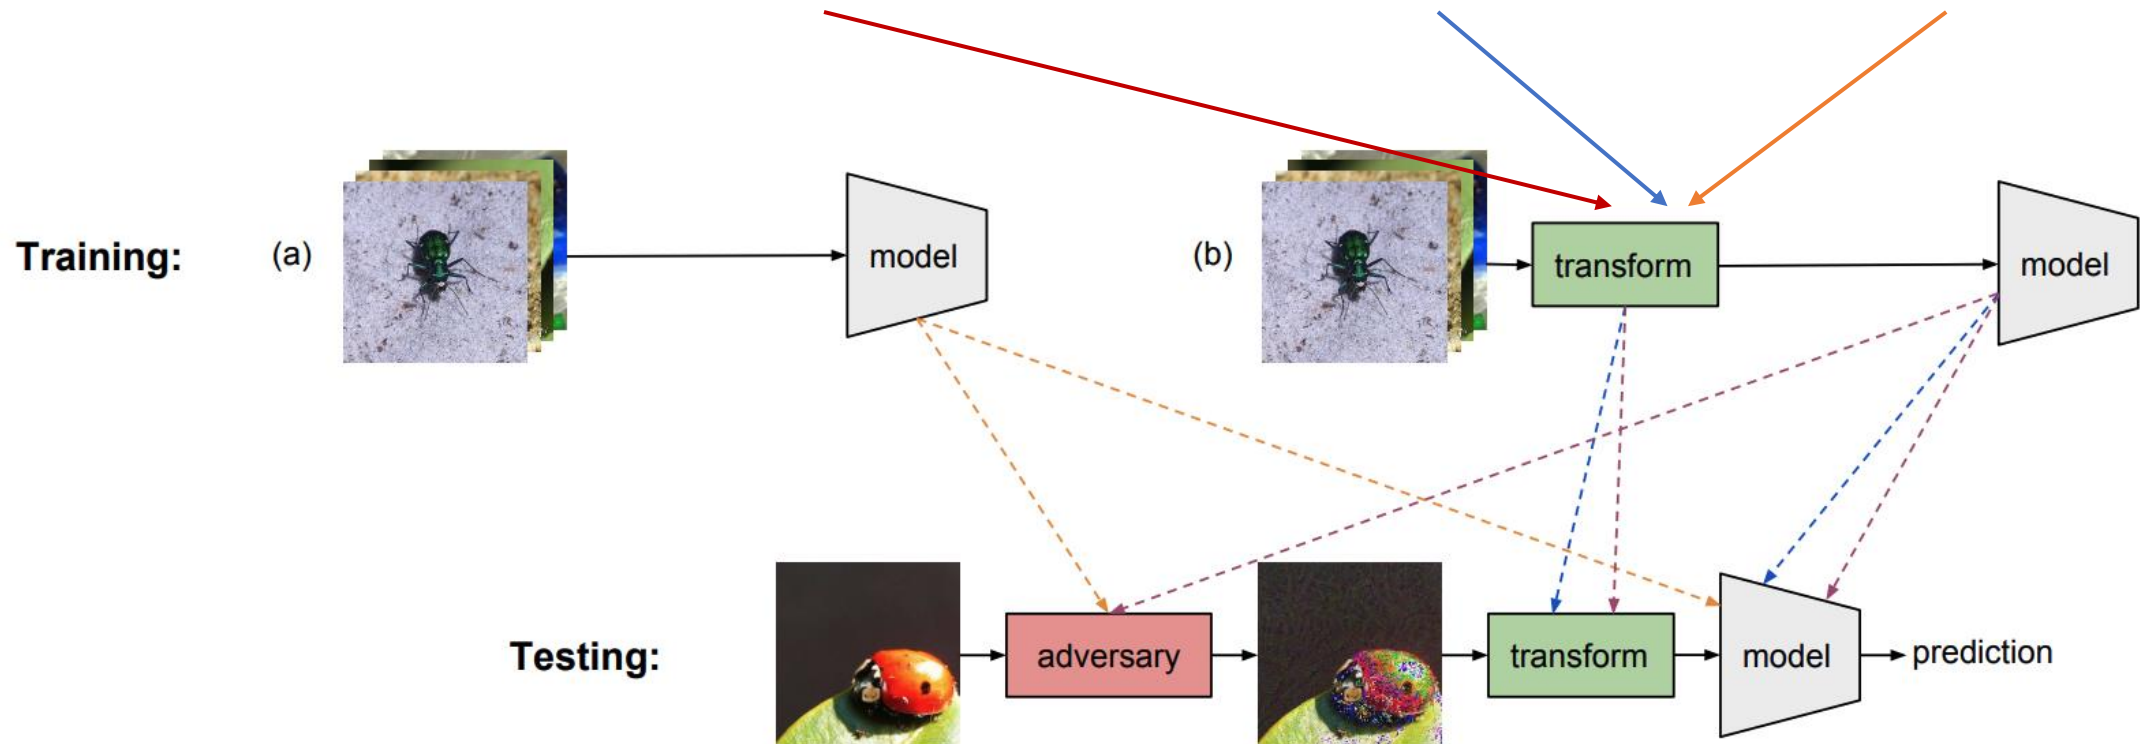 Training:
(a)
model
(b)
transform
model
Testing:
adversary
transform
model
prediction